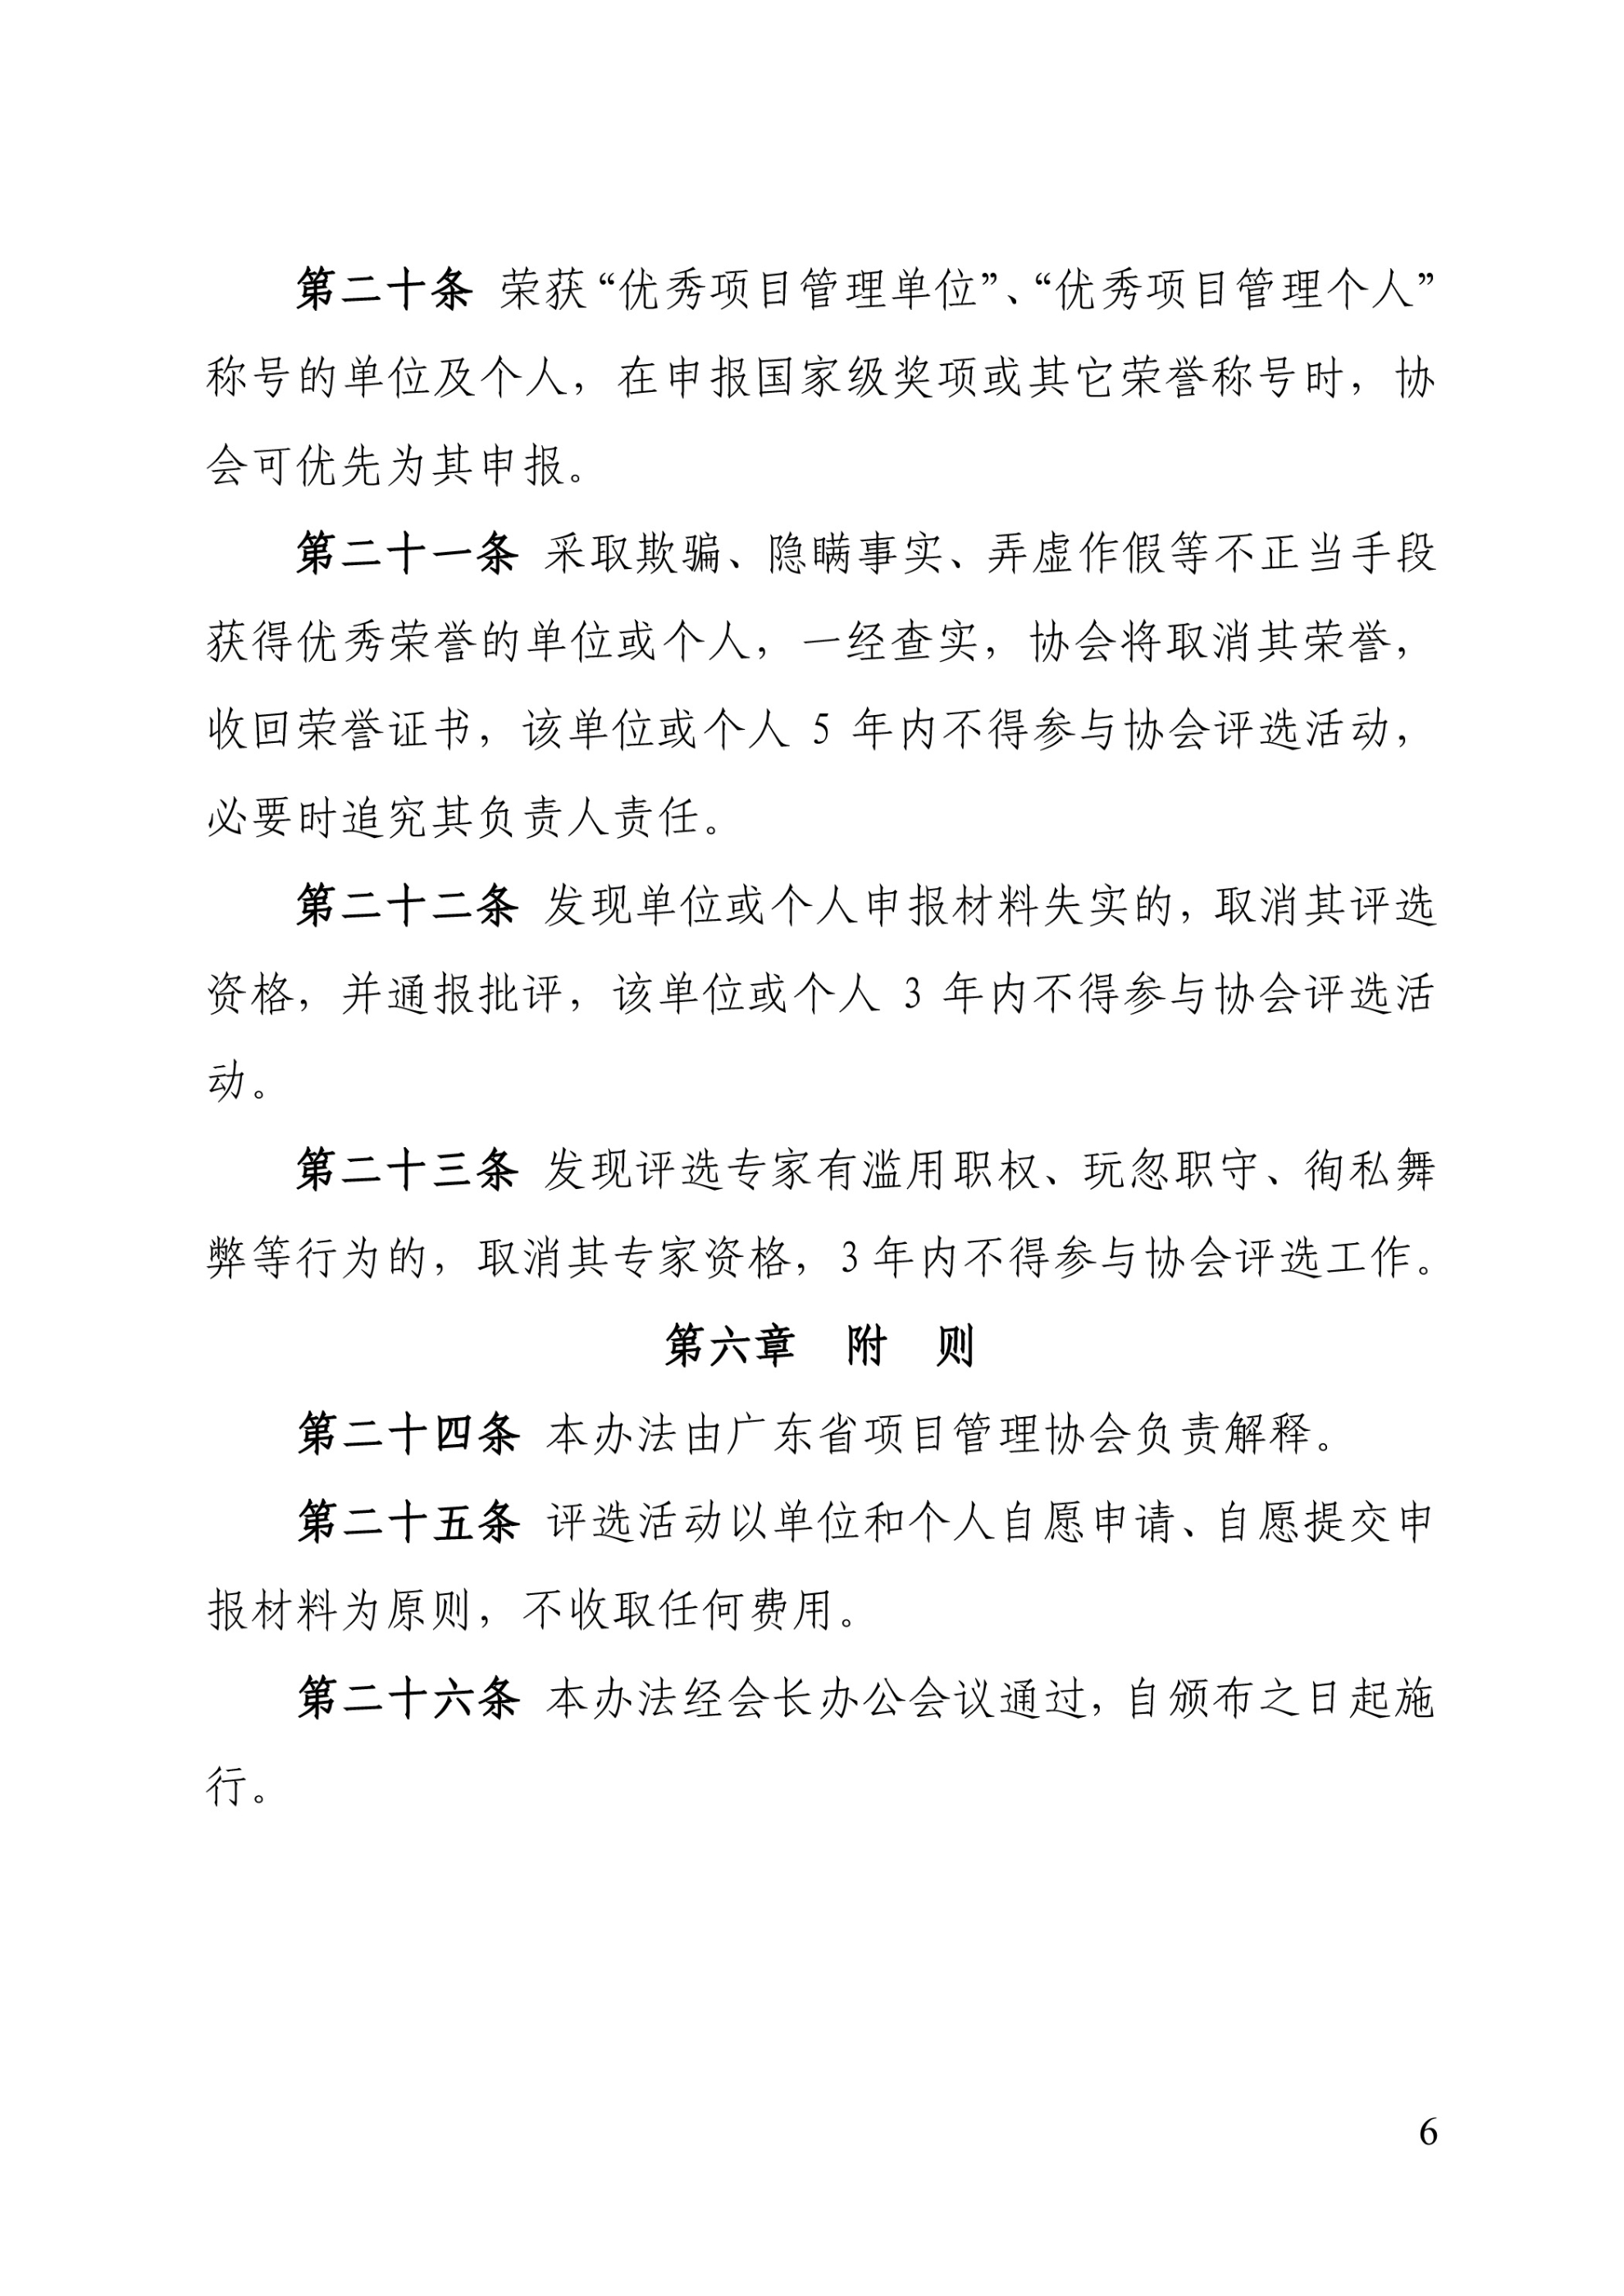 第二十条 荣获“优秀项目管理单位”、“优秀项目管理个人”
称号的单位及个人，在申报国家级奖项或其它荣誉称号时，协
会可优先为其申报。
第二十一条 采取欺骗、隐瞒事实、弄虚作假等不正当手段
获得优秀荣誉的单位或个人，一经查实，协会将取消其荣誉，
收回荣誉证书，该单位或个人 5 年内不得参与协会评选活动，
必要时追究其负责人责任。
第二十二条 发现单位或个人申报材料失实的，取消其评选
资格，并通报批评，该单位或个人 3 年内不得参与协会评选活
动。
第二十三条 发现评选专家有滥用职权、玩忽职守、徇私舞
弊等行为的，取消其专家资格，3 年内不得参与协会评选工作。
第六章 附 则
第二十四条 本办法由广东省项目管理协会负责解释。
第二十五条 评选活动以单位和个人自愿申请、自愿提交申
报材料为原则，不收取任何费用。
第二十六条 本办法经会长办公会议通过，自颁布之日起施
行。
6